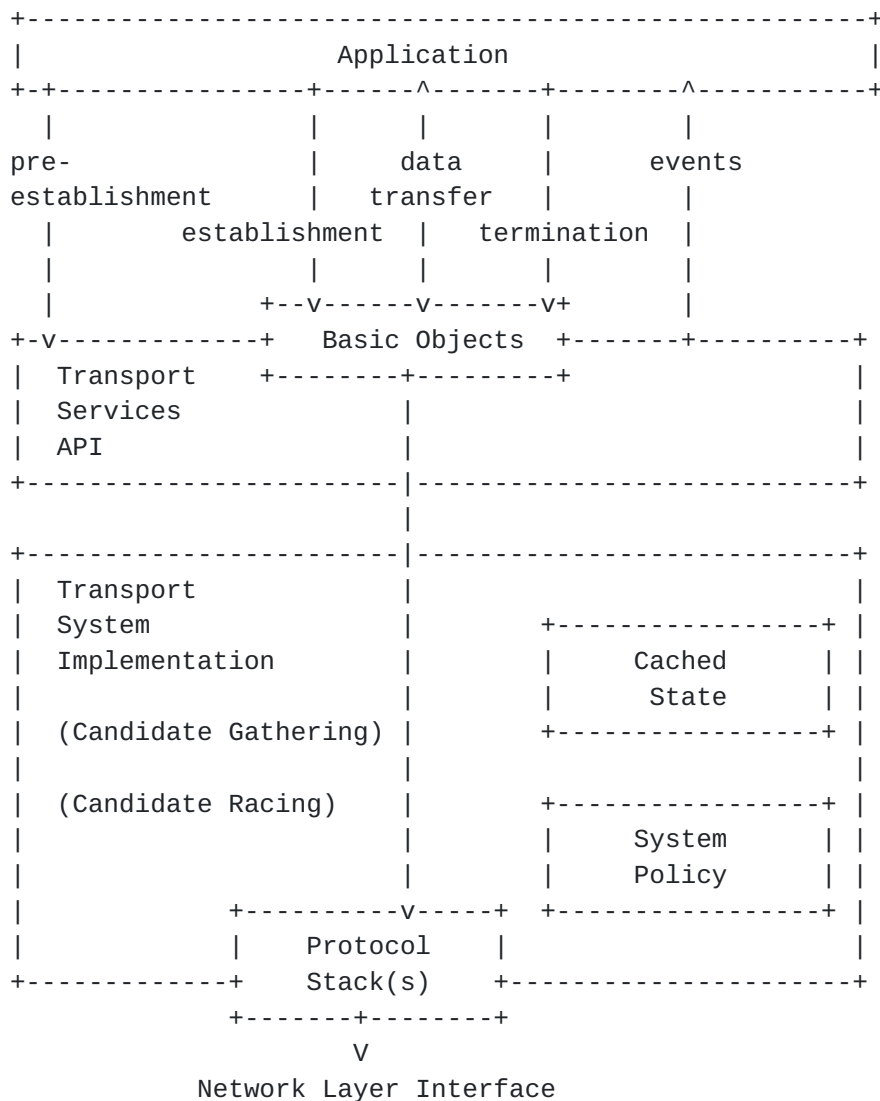 Application
pre- data events
establishment transfer
establishment termination
Basic Objects
Transport
Services
API
Transport
System
Implementation Cached
State
(Candidate Gathering)
(Candidate Racing)
System
Policy
Protocol
Stack(s)
Network Layer Interface